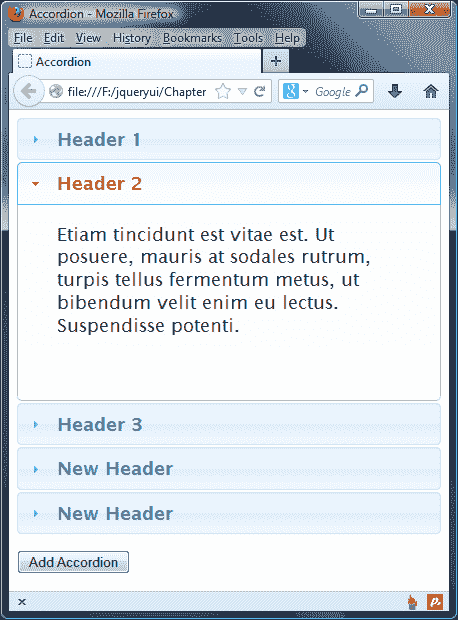 Accordion - Mozilla Firefox
File Edit View History Bookmarks Tools Help
Accordion
file:///F:/jqueryui/Chapter
Google
Header 1
Header 2
Etiam tincidunt est vitae est. Ut
posuere, mauris at sodales rutrum,
turpis tellus fermentum metus, ut
bibendum velit enim eu lectus.
Suspendisse potenti.
Header 3
New Header
New Header
Add Accordion